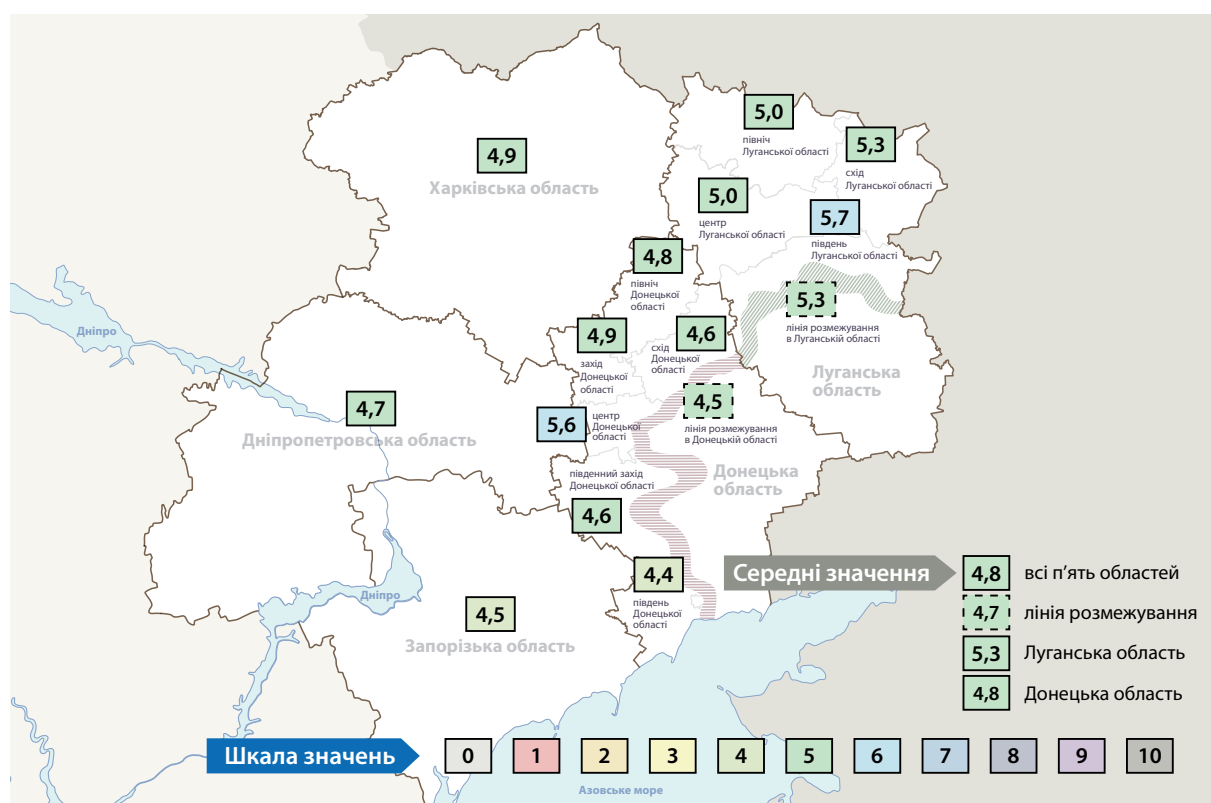 5,0
північ
Луганської області
5,3
схід
Луганської області
4,9
Харківська область
5,0
центр
Луганської області
5,7
південь
Луганської області
4,8
північ
Донецької
області
5,3
лінія розмежування
в Луганській області
4,9
захід
Донецької
області
4,6
схід
Донецької
області
Дніпро
Луганська
область
4,7
Дніпропетровська область
5,6
центр
Донецької
області
4,5
лінія розмежування
в Донецькій області
південний захід
Донецької області
4,6
Донецька
область
4,4
південь
Донецької
області
Дніпро
4,5
Запорізька область
Середні значення
4,8 всі п’ять областей
4,7 лінія розмежування
5,3 Луганська область
4,8 Донецька область
Шкала значень
0 1 2 3 4 5 6 7 8 9 10
Азовське море